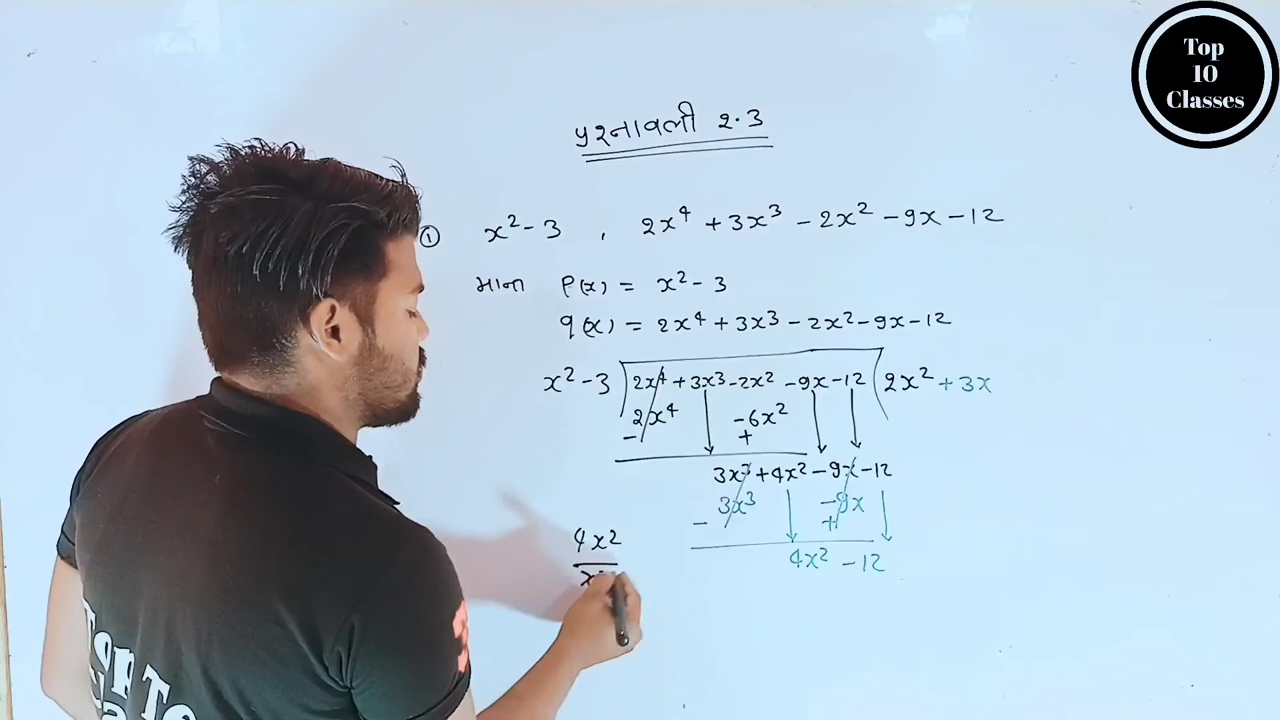 Top
10
Classes
प्रश्नावली 2.3
① x² - 3 , 2x⁴ + 3x³ - 2x² - 9x - 12
माना P(x) = x² - 3
q(x) = 2x⁴ + 3x³ - 2x² - 9x - 12
x² - 3 ) 2x⁴ + 3x³ - 2x² - 9x - 12 ( 2x² + 3x
2x⁴ - 6x²
- +
3x³ + 4x² - 9x - 12
3x³ - 9x
- +
4x² - 12
4x²